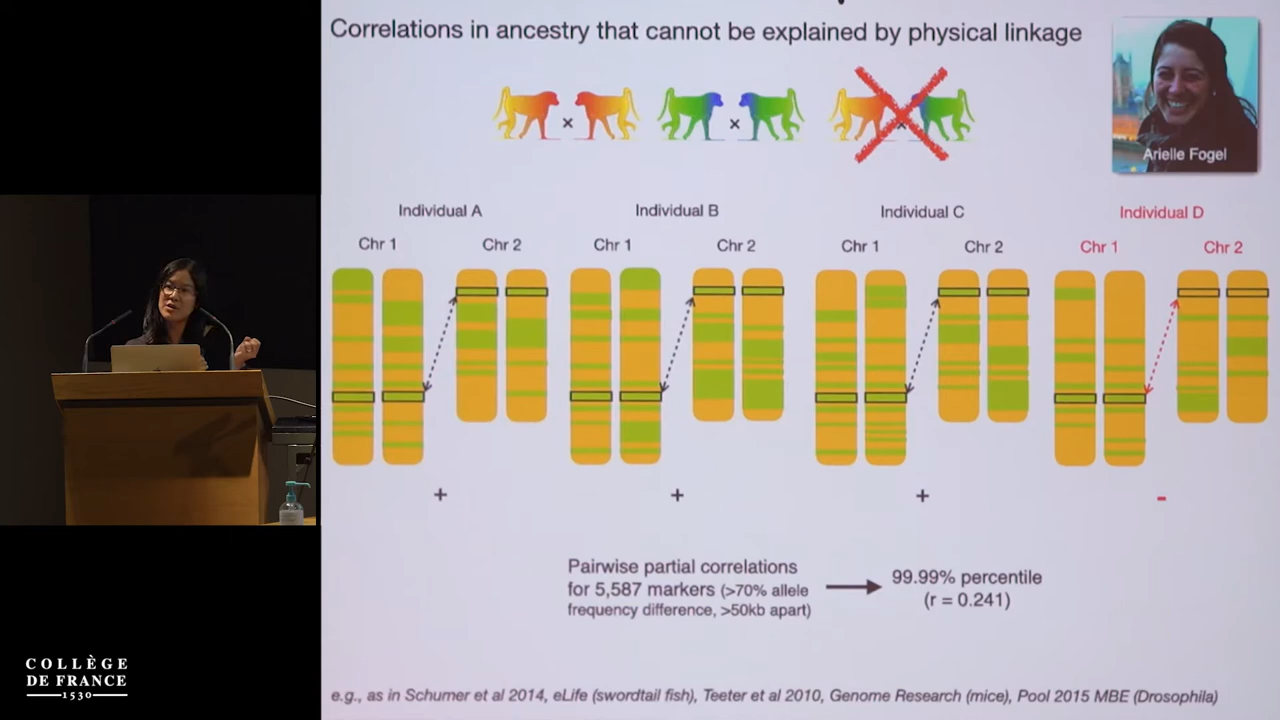 Correlations in ancestry that cannot be explained by physical linkage
× × ×
Arielle Fogel
Individual A
Individual B
Individual C
Individual D
Chr 1
Chr 2
Chr 1
Chr 2
Chr 1
Chr 2
Chr 1
Chr 2
+
+
+
-
Pairwise partial correlations
for 5,587 markers (>70% allele
frequency difference, >50kb apart)
99.99% percentile
(r = 0.241)
e.g., as in Schumer et al 2014, eLife (swordtail fish), Teeter et al 2010, Genome Research (mice), Pool 2015 MBE (Drosophila)
COLLÈGE
DE FRANCE
1530